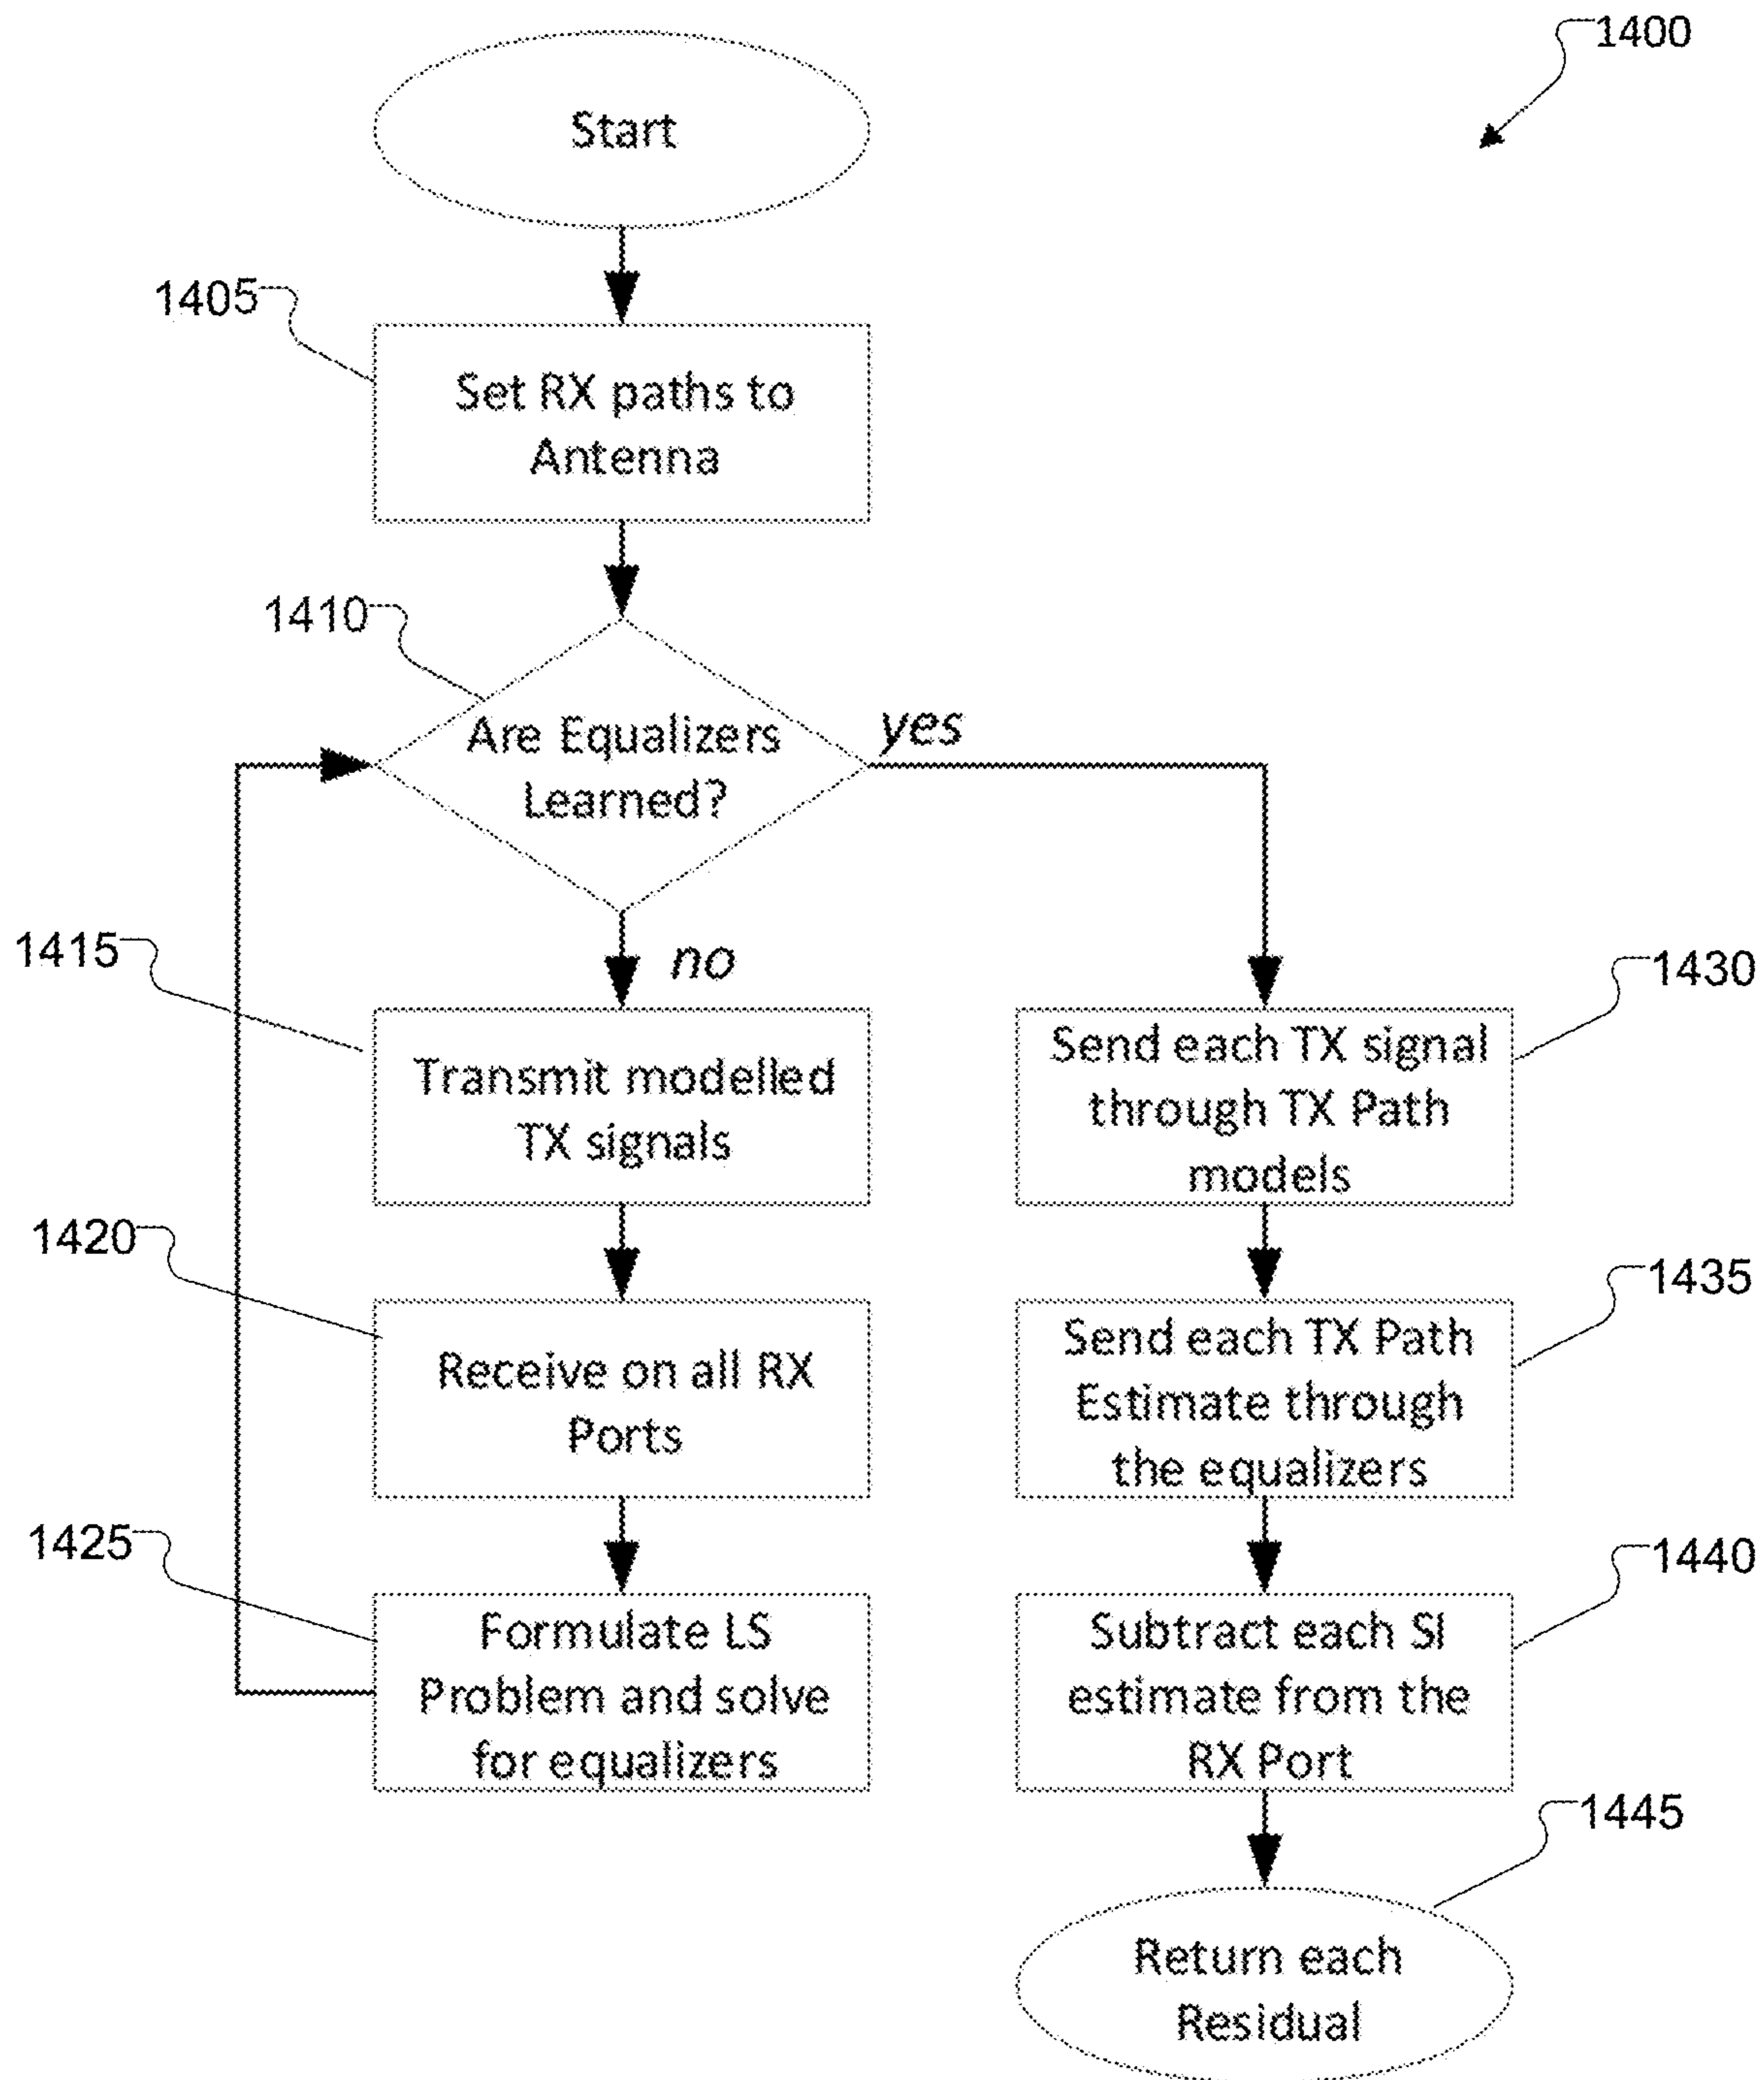 1400
Start
1405
Set RX paths to
Antenna
1410
Are Equalizers
Learned?
yes
no
1415
Transmit modelled
TX signals
1420
Receive on all RX
Ports
1425
Formulate LS
Problem and solve
for equalizers
1430
Send each TX signal
through TX Path
models
1435
Send each TX Path
Estimate through
the equalizers
1440
Subtract each SI
estimate from the
RX Port
1445
Return each
Residual